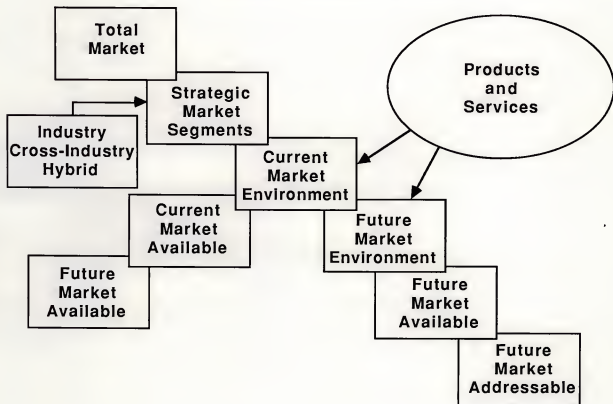 Total
Market
Products
and
Services
Strategic
Market
Segments
Industry
Cross-Industry
Hybrid
Current
Market
Environment
Current
Market
Available
Future
Market
Environment
Future
Market
Available
Future
Market
Available
Future
Market
Addressable